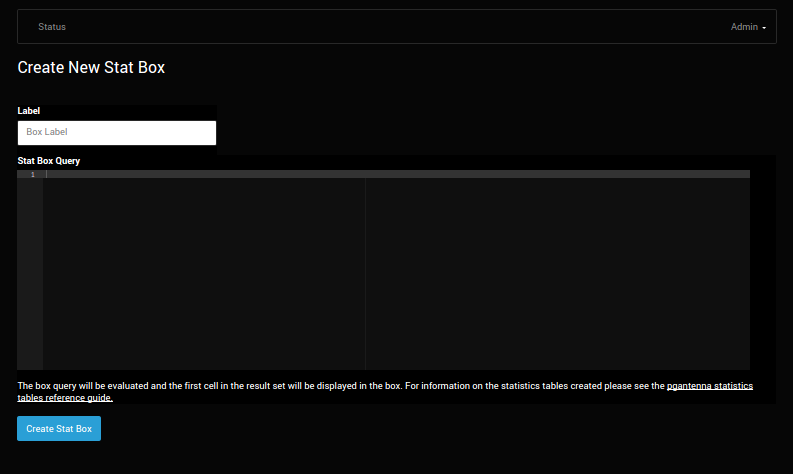 Status
Admin
Create New Stat Box
Label
Box Label
Stat Box Query
1
The box query will be evaluated and the first cell in the result set will be displayed in the box. For information on the statistics tables created please see the pgantenna statistics
tables reference guide.
Create Stat Box